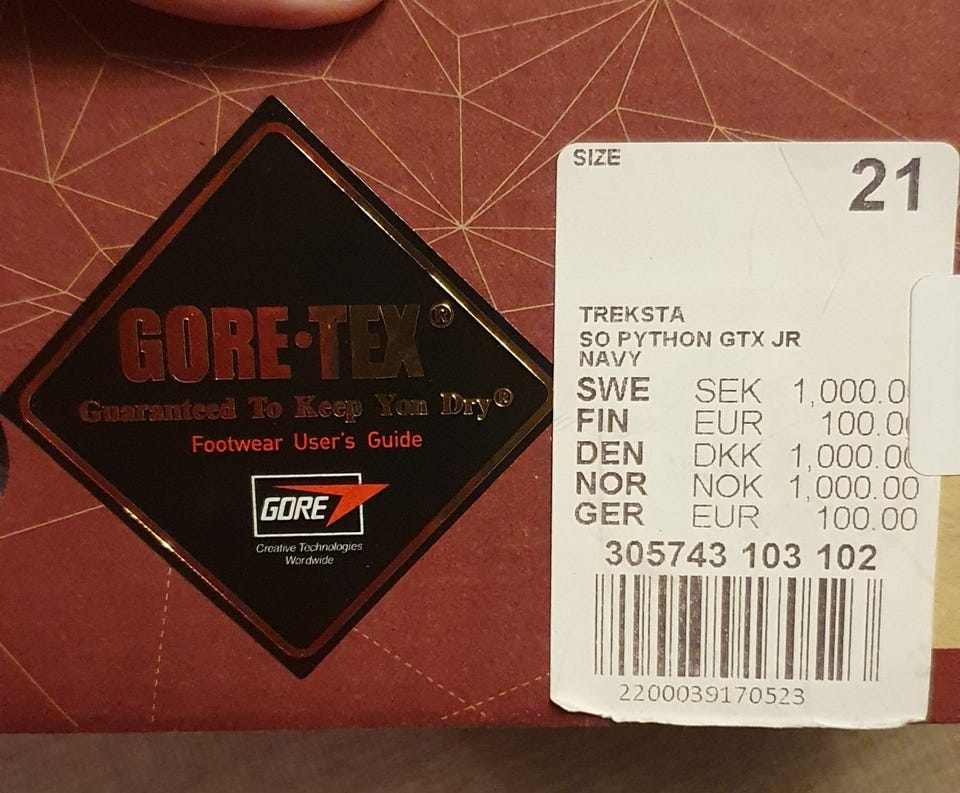 GORE-TEX®
Guaranteed To Keep You Dry®
Footwear User's Guide
GORE
Creative Technologies
Worldwide
SIZE
21
TREKSTA
SO PYTHON GTX JR
NAVY
SWE SEK 1,000.0
FIN EUR 100.0
DEN DKK 1,000.00
NOR NOK 1,000.00
GER EUR 100.00
305743 103 102
2200039170523